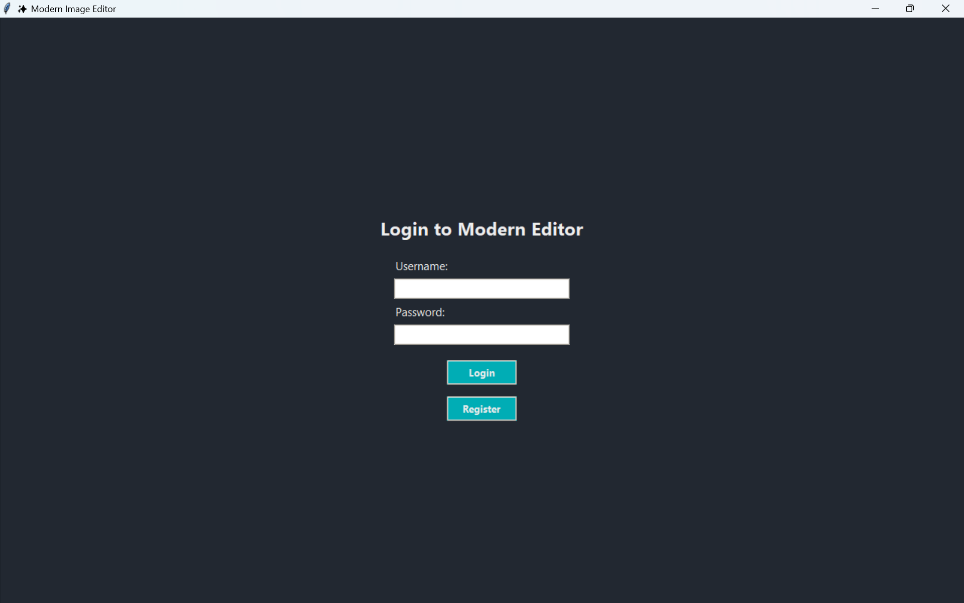 Modern Image Editor
Login to Modern Editor
Username:
Password:
Login
Register